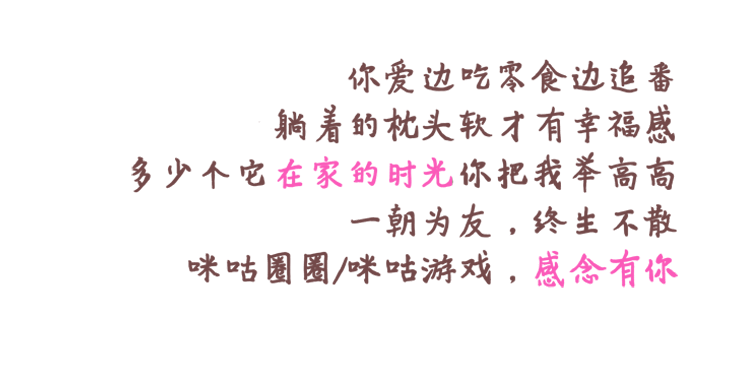 你爱边吃零食边追番
躺着的枕头软才有幸福感
多少个它在家的时光你把我举高高
一朝为友，终生不散
咪咕圈圈/咪咕游戏，感念有你